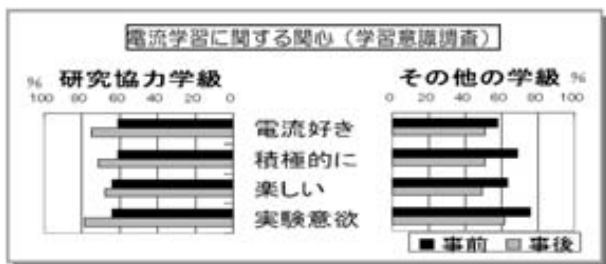 電流学習に関する関心（学習意識調査）
% 研究協力学級
その他の学級 %
100 80 60 40 20 0
0 20 40 60 80 100
電流好き
積極的に
楽しい
実験意欲
■事前 ■事後